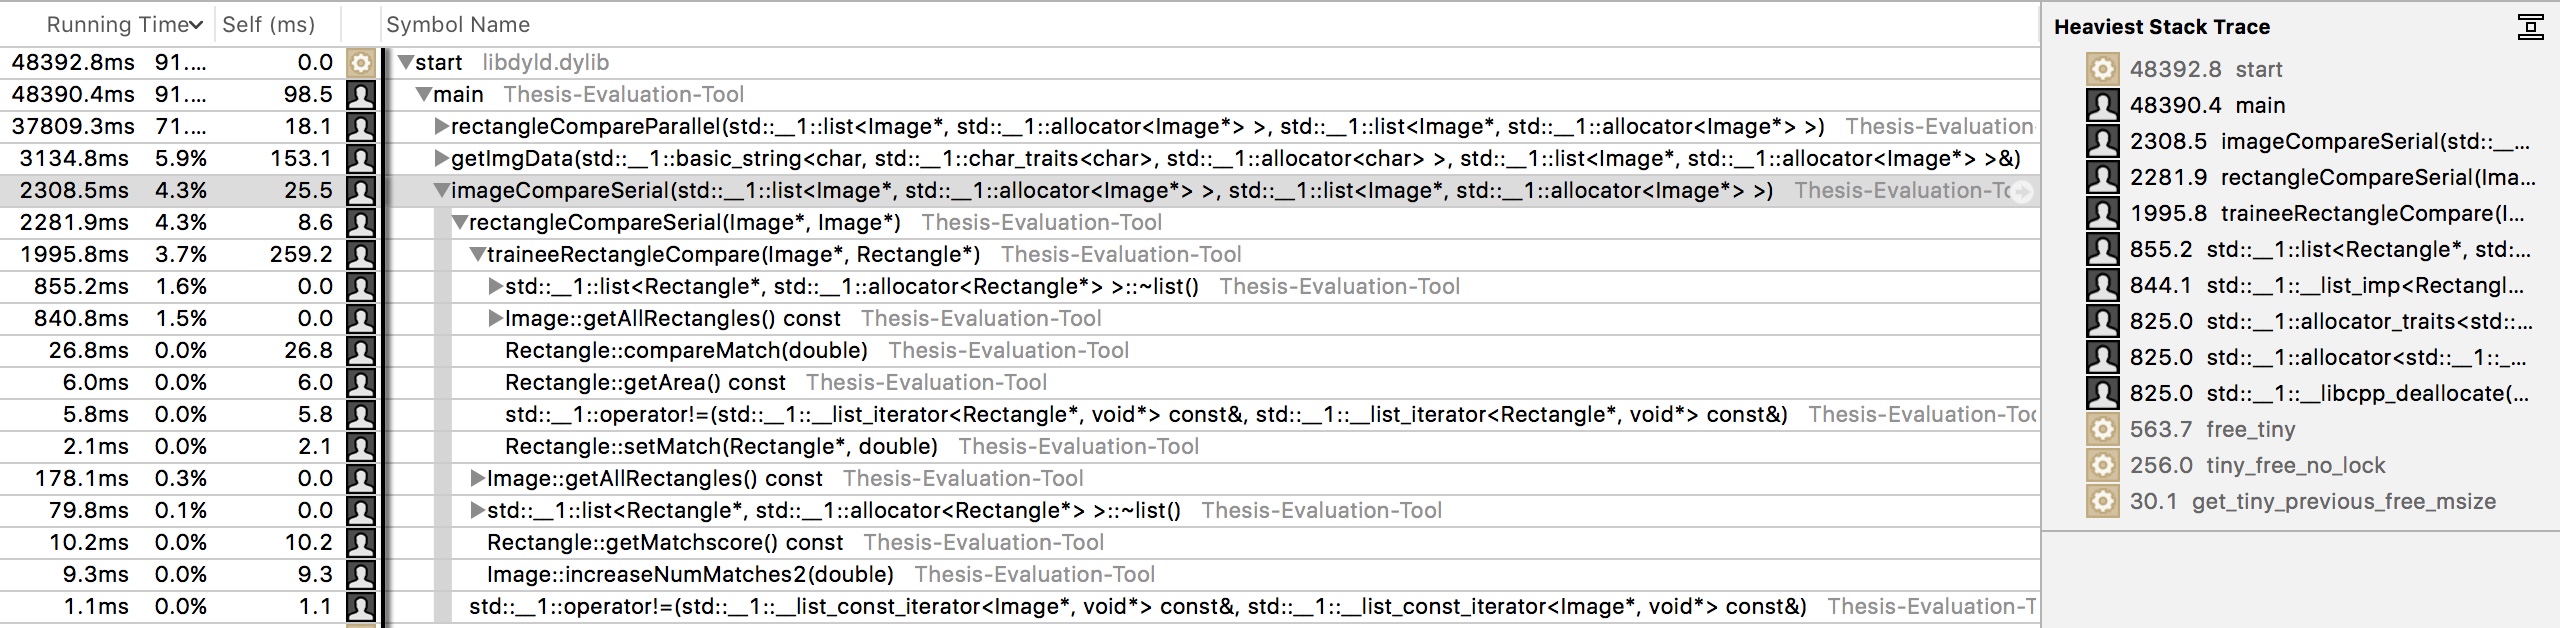 Running Time Self (ms) Symbol Name
48392.8ms 91.... 0.0 start libdyld.dylib
48390.4ms 91.... 98.5 main Thesis-Evaluation-Tool
37809.3ms 71.... 18.1 rectangleCompareParallel(std::__1::list<Image*, std::__1::allocator<Image*> >, std::__1::list<Image*, std::__1::allocator<Image*> >) Thesis-Evaluation
3134.8ms 5.9% 153.1 getImgData(std::__1::basic_string<char, std::__1::char_traits<char>, std::__1::allocator<char> >, std::__1::list<Image*, std::__1::allocator<Image*> >&)
2308.5ms 4.3% 25.5 imageCompareSerial(std::__1::list<Image*, std::__1::allocator<Image*> >, std::__1::list<Image*, std::__1::allocator<Image*> >) Thesis-Evaluation-To
2281.9ms 4.3% 8.6 rectangleCompareSerial(Image*, Image*) Thesis-Evaluation-Tool
1995.8ms 3.7% 259.2 traineeRectangleCompare(Image*, Rectangle*) Thesis-Evaluation-Tool
855.2ms 1.6% 0.0 std::__1::list<Rectangle*, std::__1::allocator<Rectangle*> >::~list() Thesis-Evaluation-Tool
840.8ms 1.5% 0.0 Image::getAllRectangles() const Thesis-Evaluation-Tool
26.8ms 0.0% 26.8 Rectangle::compareMatch(double) Thesis-Evaluation-Tool
6.0ms 0.0% 6.0 Rectangle::getArea() const Thesis-Evaluation-Tool
5.8ms 0.0% 5.8 std::__1::operator!=(std::__1::__list_iterator<Rectangle*, void*> const&, std::__1::__list_iterator<Rectangle*, void*> const&) Thesis-Evaluation-Too
2.1ms 0.0% 2.1 Rectangle::setMatch(Rectangle*, double) Thesis-Evaluation-Tool
178.1ms 0.3% 0.0 Image::getAllRectangles() const Thesis-Evaluation-Tool
79.8ms 0.1% 0.0 std::__1::list<Rectangle*, std::__1::allocator<Rectangle*> >::~list() Thesis-Evaluation-Tool
10.2ms 0.0% 10.2 Rectangle::getMatchscore() const Thesis-Evaluation-Tool
9.3ms 0.0% 9.3 Image::increaseNumMatches2(double) Thesis-Evaluation-Tool
1.1ms 0.0% 1.1 std::__1::operator!=(std::__1::__list_const_iterator<Image*, void*> const&, std::__1::__list_const_iterator<Image*, void*> const&) Thesis-Evaluation-T
Heaviest Stack Trace
48392.8 start
48390.4 main
2308.5 imageCompareSerial(std::__...
2281.9 rectangleCompareSerial(Ima...
1995.8 traineeRectangleCompare(I...
855.2 std::__1::list<Rectangle*, std:...
844.1 std::__1::__list_imp<Rectangl...
825.0 std::__1::allocator_traits<std::...
825.0 std::__1::allocator<std::__1::_...
825.0 std::__1::__libcpp_deallocate(...
563.7 free_tiny
256.0 tiny_free_no_lock
30.1 get_tiny_previous_free_msize